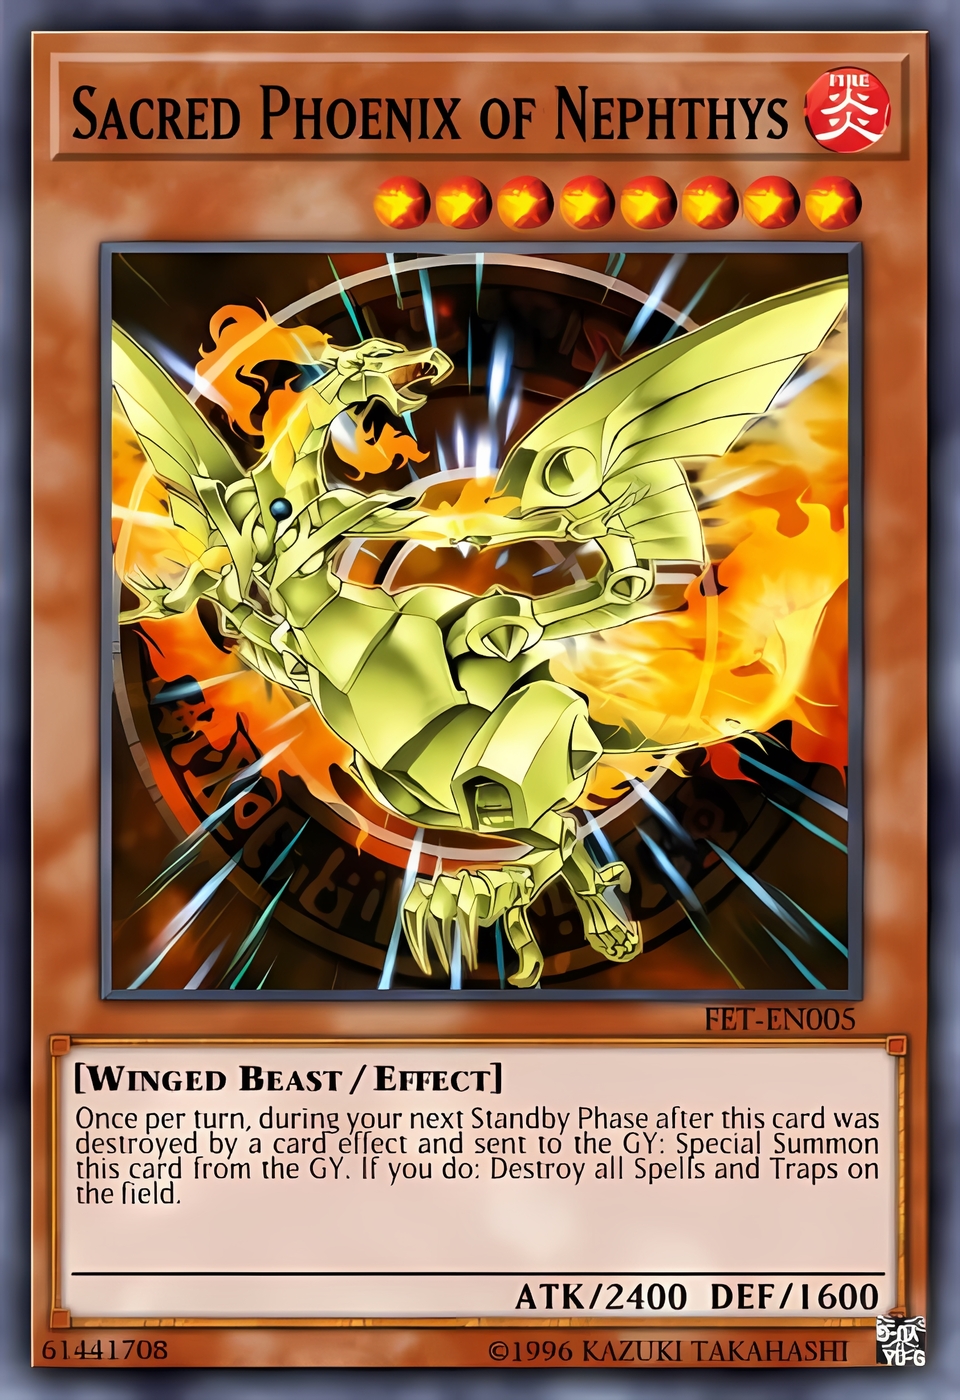 Sacred Phoenix of Nephthys
炎
FET-EN005
[Winged Beast / Effect]
Once per turn, during your next Standby Phase after this card was
destroyed by a card effect and sent to the GY: Special Summon
this card from the GY. If you do: Destroy all Spells and Traps on
the field.
ATK/2400 DEF/1600
61441708
©1996 KAZUKI TAKAHASHI